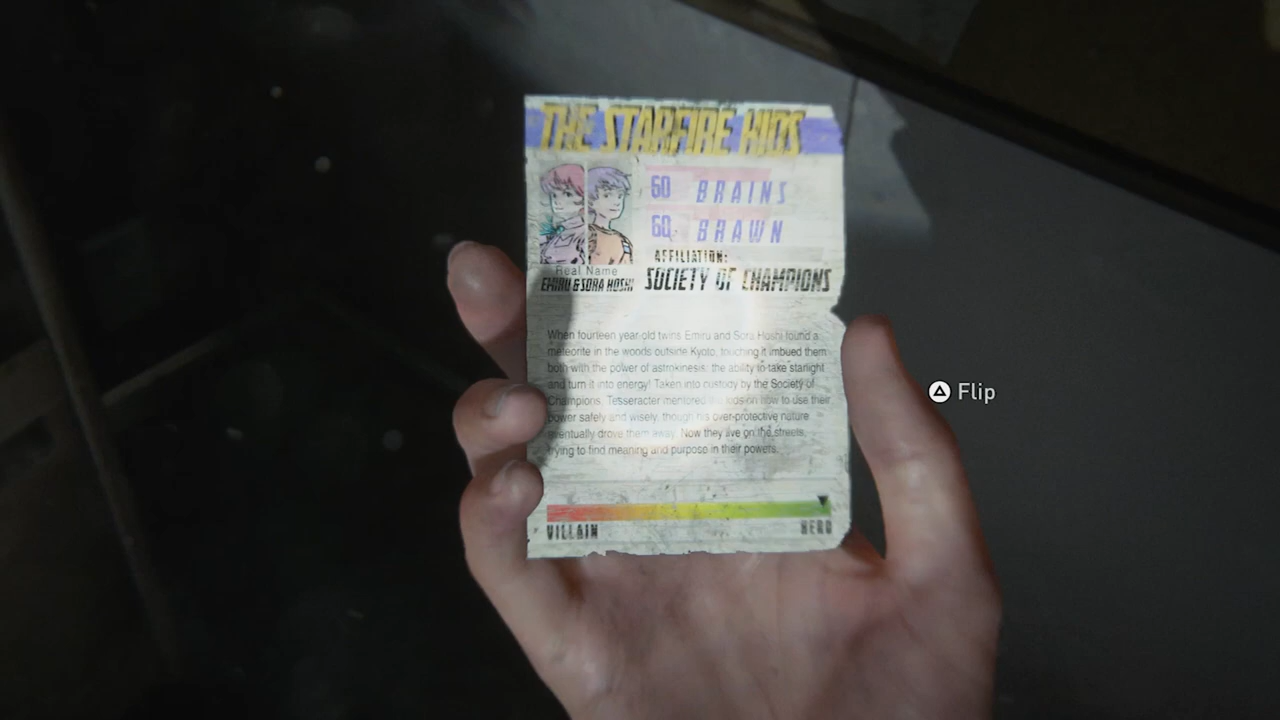 THE STARFIRE KIDS
60 BRAINS
60 BRAWN
AFFILIATION:
SOCIETY OF CHAMPIONS
Real Name
EMIRU & SORA HOSHI
When fourteen year old twins Emiru and Sora Hoshi found a
meteorite in the woods outside Kyoto, touching it imbued them
both with the power of astrokinesis: the ability to take starlight
and turn it into energy! Taken into custody by the Society of
Champions, Tesseracter mentored the kids on how to use their
power safely and wisely, though his over-protective nature
eventually drove them away. Now they live on the streets,
trying to find meaning and purpose in their powers.
VILLAIN
HERO
Flip